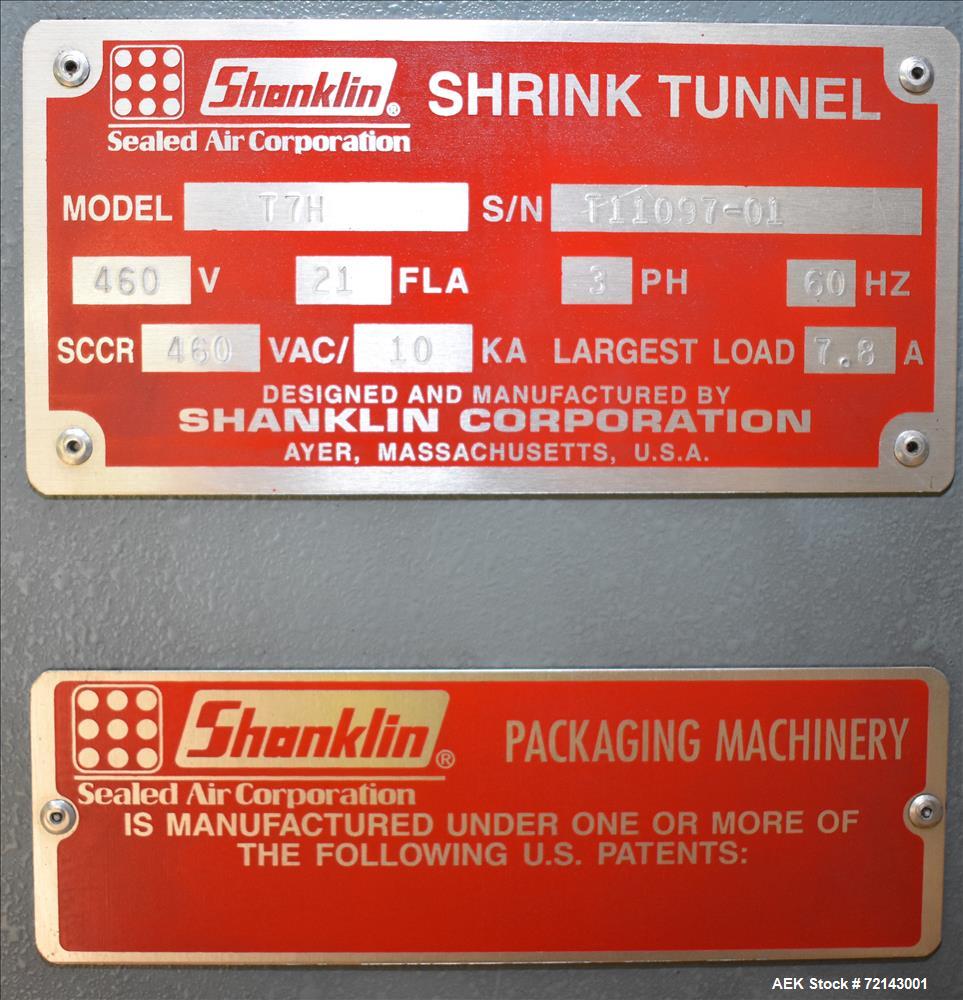 Shanklin® SHRINK TUNNEL
Sealed Air Corporation
MODEL T7H S/N T11097-01
460 V 21 FLA 3 PH 60 HZ
SCCR 460 VAC/ 10 KA LARGEST LOAD 7.8 A
DESIGNED AND MANUFACTURED BY
SHANKLIN CORPORATION
AYER, MASSACHUSETTS, U.S.A.
Shanklin® PACKAGING MACHINERY
Sealed Air Corporation
IS MANUFACTURED UNDER ONE OR MORE OF
THE FOLLOWING U.S. PATENTS:
AEK Stock # 72143001